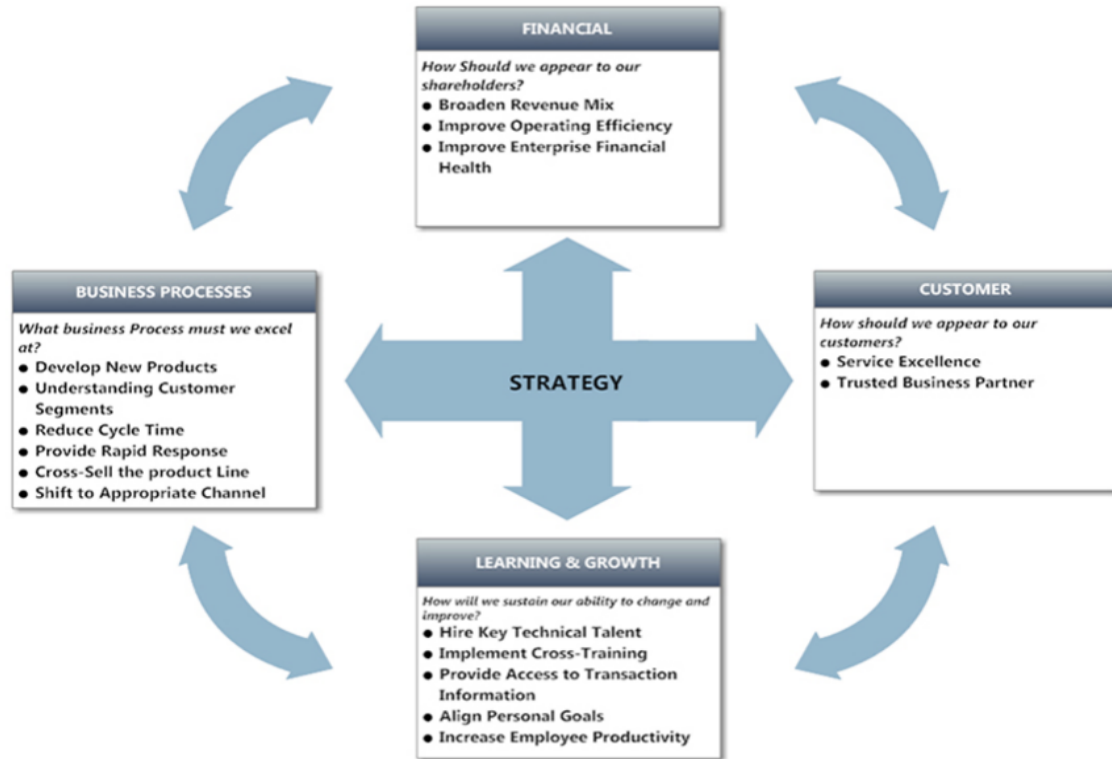 FINANCIAL
How Should we appear to our
shareholders?
● Broaden Revenue Mix
● Improve Operating Efficiency
● Improve Enterprise Financial
Health
BUSINESS PROCESSES
What business Process must we excel
at?
● Develop New Products
● Understanding Customer
Segments
● Reduce Cycle Time
● Provide Rapid Response
● Cross-Sell the product Line
● Shift to Appropriate Channel
STRATEGY
CUSTOMER
How should we appear to our
customers?
● Service Excellence
● Trusted Business Partner
LEARNING & GROWTH
How will we sustain our ability to change and
improve?
● Hire Key Technical Talent
● Implement Cross-Training
● Provide Access to Transaction
Information
● Align Personal Goals
● Increase Employee Productivity